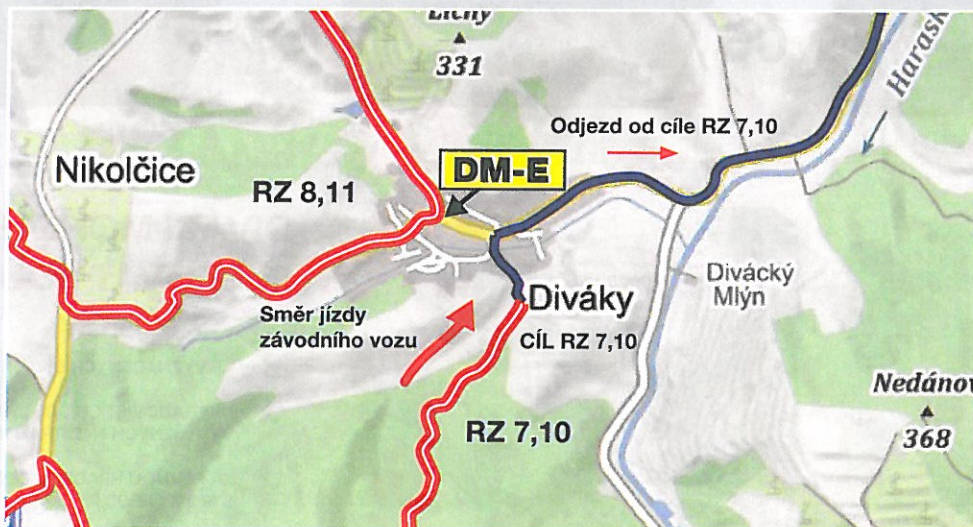 331
Odjezd od cíle RZ 7,10
Harask
Nikolčice
DM-E
RZ 8,11
Divácký
Mlýn
Diváky
Směr jízdy
závodního vozu
CÍL RZ 7,10
Nedánov
368
RZ 7,10